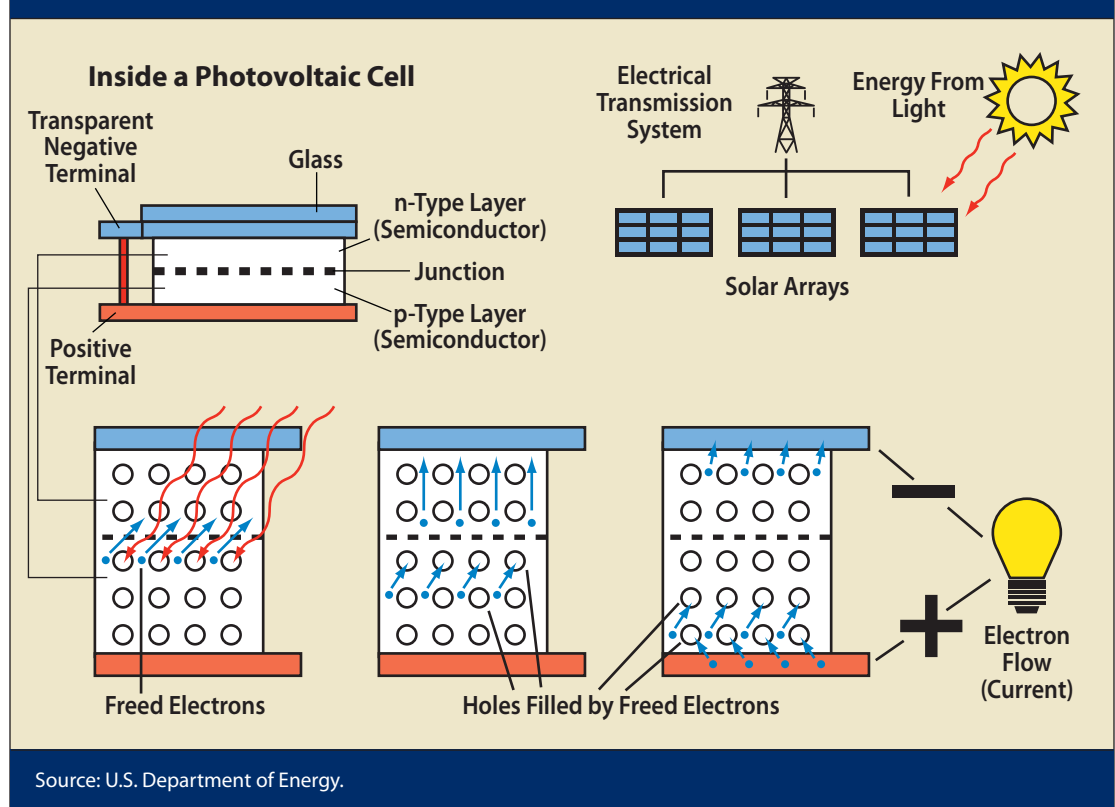 Inside a Photovoltaic Cell
Transparent
Negative
Terminal
Glass
n-Type Layer
(Semiconductor)
Junction
p-Type Layer
(Semiconductor)
Positive
Terminal
Electrical
Transmission
System
Energy From
Light
Solar Arrays
Freed Electrons
Holes Filled by Freed Electrons
Electron
Flow
(Current)
Source: U.S. Department of Energy.